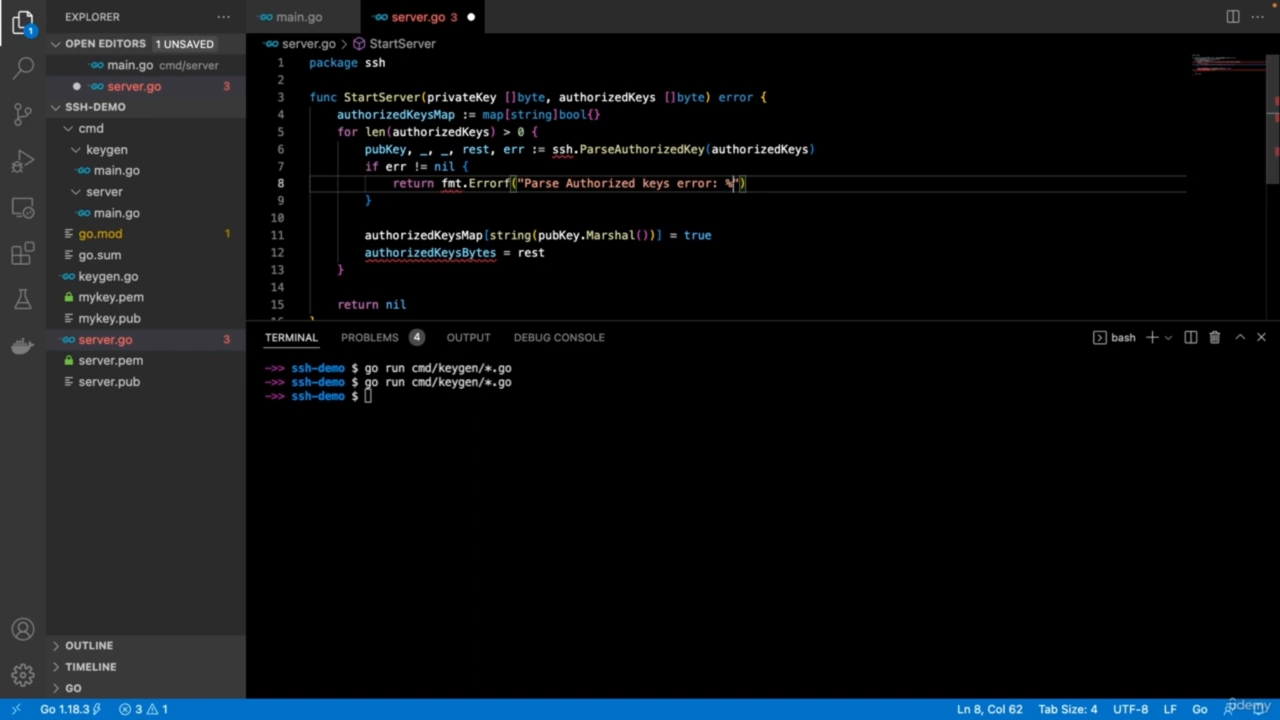 EXPLORER
main.go
server.go 3
OPEN EDITORS 1 UNSAVED
main.go cmd/server
server.go 3
SSH-DEMO
cmd
keygen
main.go
server
main.go
go.mod 1
go.sum
keygen.go
mykey.pem
mykey.pub
server.go 3
server.pem
server.pub
OUTLINE
TIMELINE
GO
server.go > StartServer
1 package ssh
2
3 func StartServer(privateKey []byte, authorizedKeys []byte) error {
4 authorizedKeysMap := map[string]bool{}
5 for len(authorizedKeys) > 0 {
6 pubKey, _, _, rest, err := ssh.ParseAuthorizedKey(authorizedKeys)
7 if err != nil {
8 return fmt.Errorf("Parse Authorized keys error: %")
9 }
10
11 authorizedKeysMap[string(pubKey.Marshal())] = true
12 authorizedKeysBytes = rest
13 }
14
15 return nil
TERMINAL PROBLEMS 4 OUTPUT DEBUG CONSOLE
bash
->> ssh-demo $ go run cmd/keygen/*.go
->> ssh-demo $ go run cmd/keygen/*.go
->> ssh-demo $
1
Go 1.18.3
3 1
Ln 8, Col 62
Tab Size: 4
UTF-8
LF
Go
ûdemy